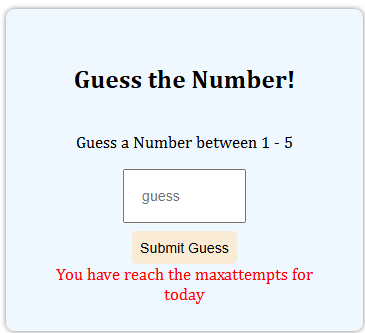 Guess the Number!
Guess a Number between 1 - 5
guess
Submit Guess
You have reach the maxattempts for
today